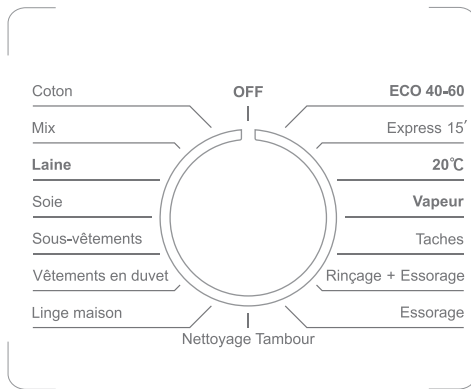 OFF
Coton
Mix
Laine
Soie
Sous-vêtements
Vêtements en duvet
Linge maison
ECO 40-60
Express 15′
20℃
Vapeur
Taches
Rinçage + Essorage
Essorage
Nettoyage Tambour